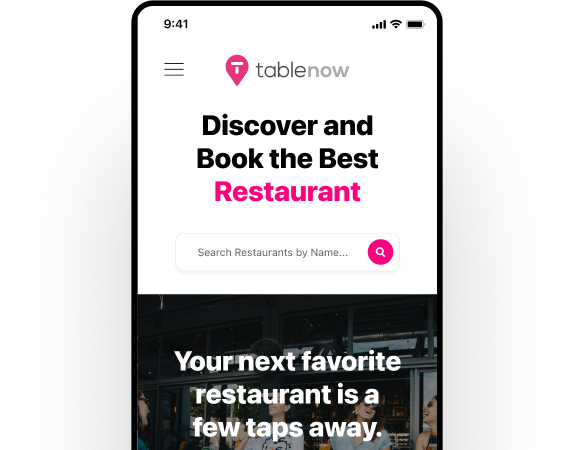 9:41
tablenow
Discover and
Book the Best
Restaurant
Search Restaurants by Name...
Your next favorite
restaurant is a
few taps away.